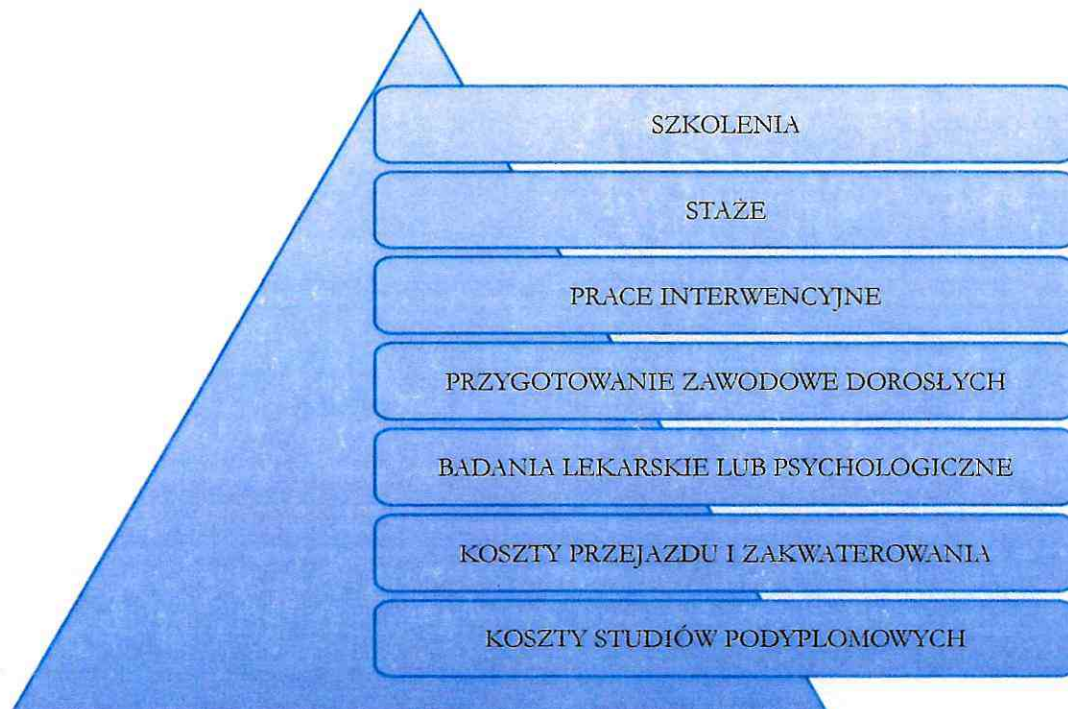 SZKOLENIA
STAŻE
PRACE INTERWENCYJNE
PRZYGOTOWANIE ZAWODOWE DOROSŁYCH
BADANIA LEKARSKIE LUB PSYCHOLOGICZNE
KOSZTY PRZEJAZDU I ZAKWATEROWANIA
KOSZTY STUDIÓW PODYPLOMOWYCH